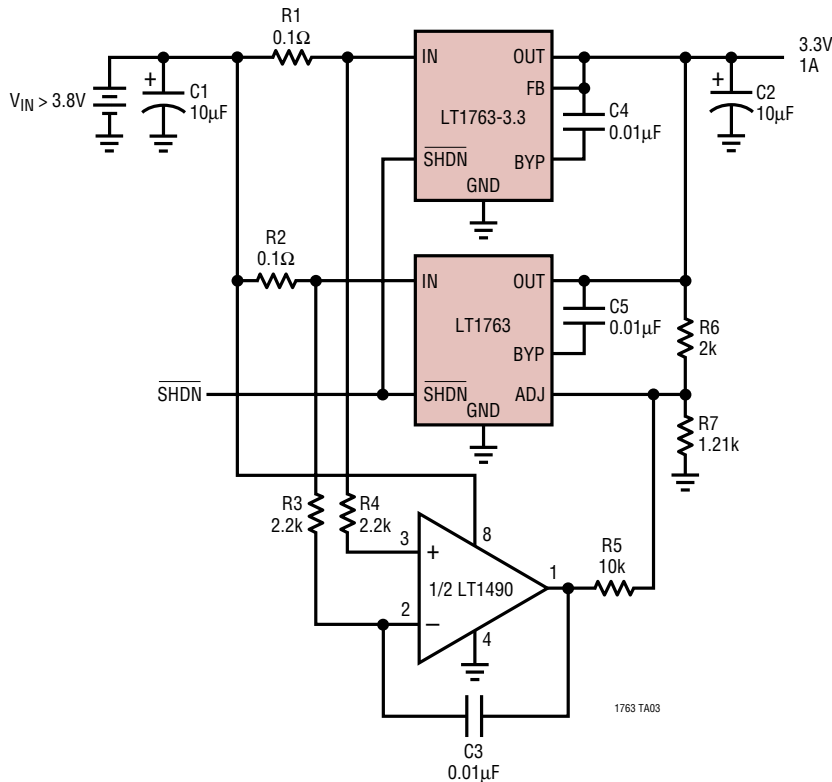 R1
0.1Ω
IN
OUT
3.3V
1A
FB
+
C1
10µF
VIN > 3.8V
LT1763-3.3
C4
0.01µF
+
C2
10µF
SHDN
BYP
GND
R2
0.1Ω
IN
OUT
C5
0.01µF
LT1763
R6
2k
BYP
SHDN
SHDN
ADJ
GND
R7
1.21k
R3
2.2k
R4
2.2k
3
+
8
1/2 LT1490
1
R5
10k
2
–
4
1763 TA03
C3
0.01µF